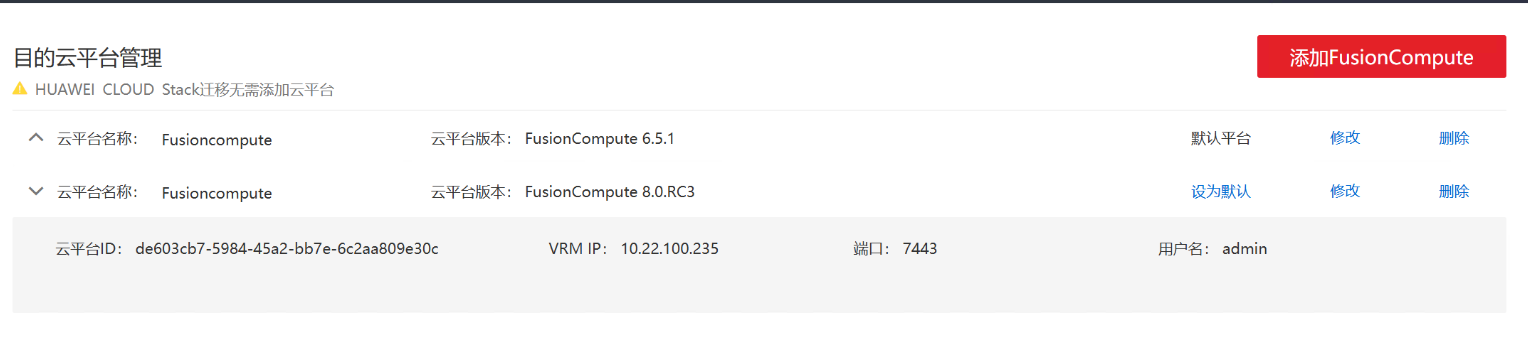 目的云平台管理
添加FusionCompute
HUAWEI CLOUD Stack迁移无需添加云平台
云平台名称: Fusioncompute 云平台版本: FusionCompute 6.5.1 默认平台 修改 删除
云平台名称: Fusioncompute 云平台版本: FusionCompute 8.0.RC3 设为默认 修改 删除
云平台ID: de603cb7-5984-45a2-bb7e-6c2aa809e30c VRM IP: 10.22.100.235 端口: 7443 用户名: admin